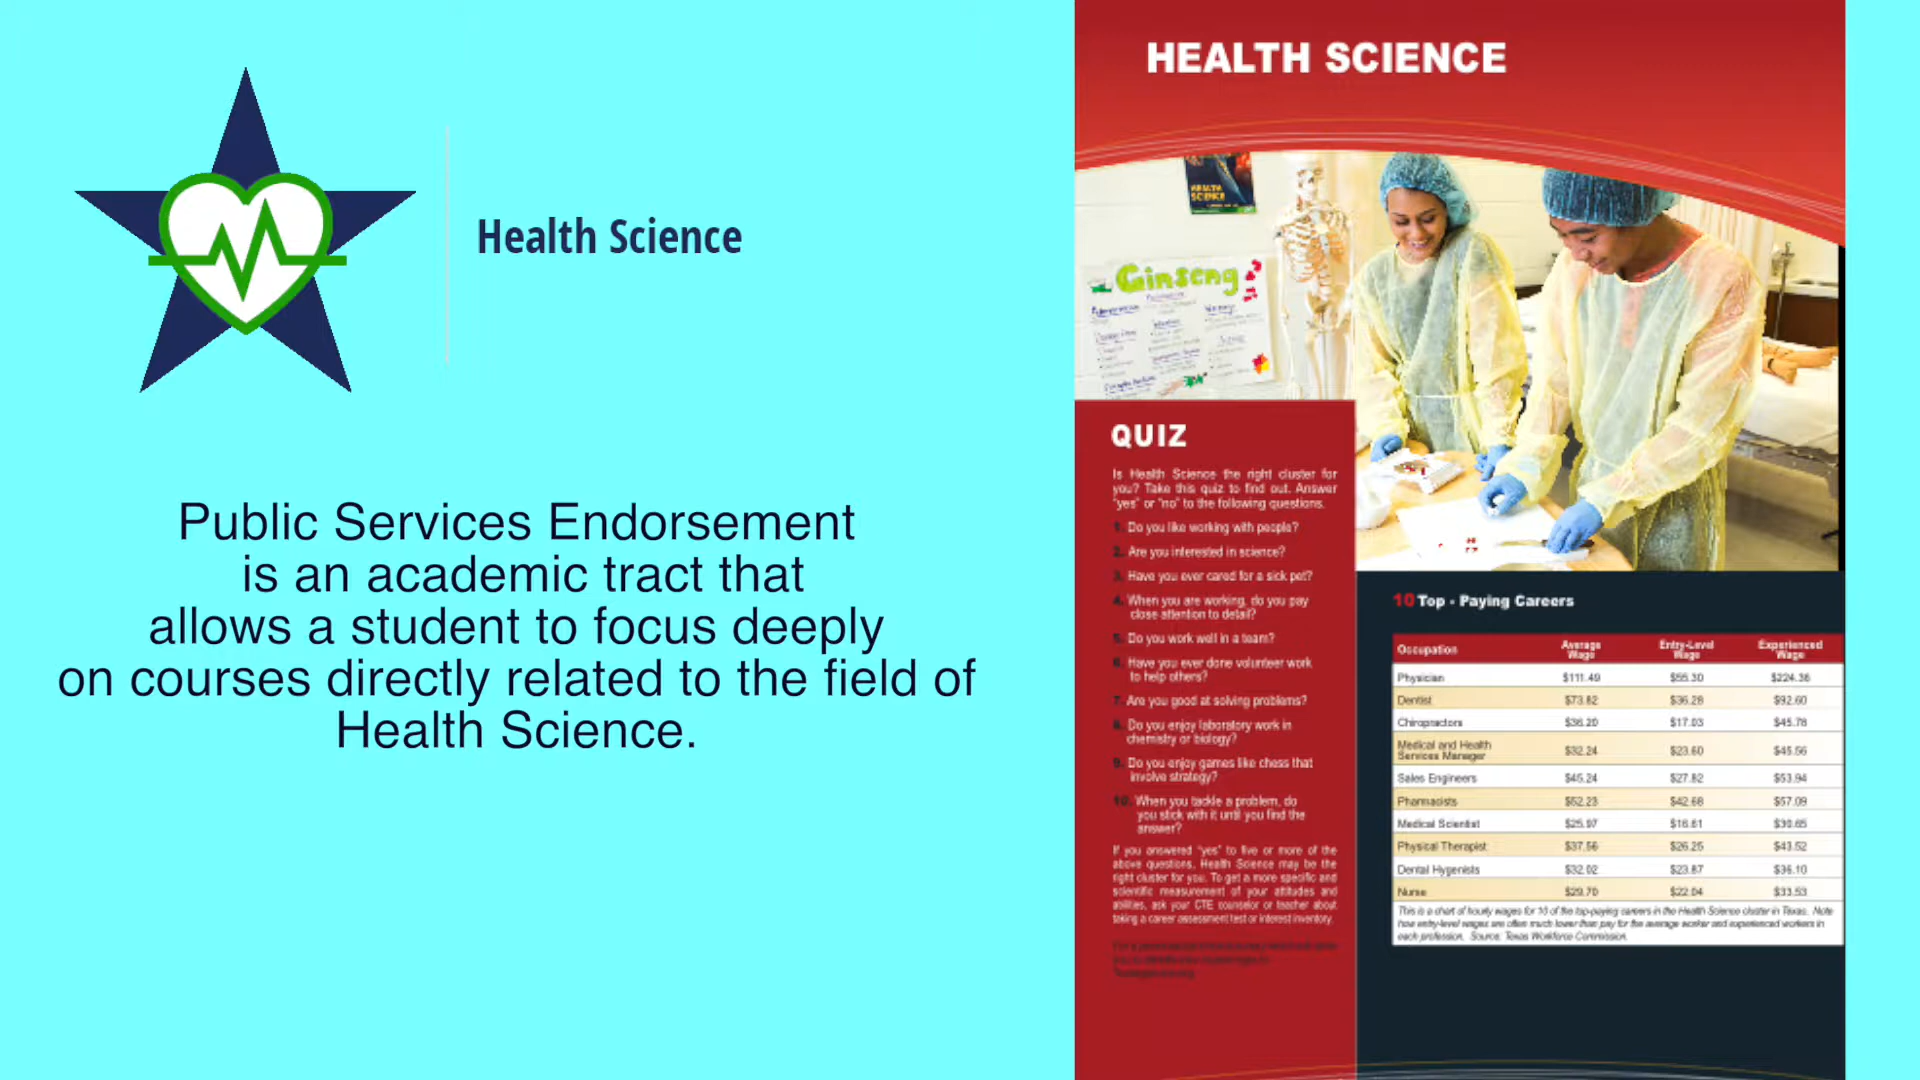 Health Science
Public Services Endorsement
is an academic tract that
allows a student to focus deeply
on courses directly related to the field of
Health Science.
HEALTH SCIENCE
HEALTH
SCIENCE
Ginseng
QUIZ
Is Health Science the right cluster for
you? Take this quiz to find out. Answer
"yes" or "no" to the following questions.
1. Do you like working with people?
2. Are you interested in science?
3. Have you ever cared for a sick pet?
4. When you are working, do you pay
close attention to detail?
5. Do you work well in a team?
6. Have you ever done volunteer work
to help others?
7. Are you good at solving problems?
8. Do you enjoy laboratory work in
chemistry or biology?
9. Do you enjoy games like chess that
involve strategy?
10. When you tackle a problem, do
you stick with it until you find the
answer?
If you answered "yes" to five or more of the
above questions, Health Science may be the
right cluster for you. To get a more specific and
scientific measurement of your attitudes and
abilities, ask your CTE counselor or teacher about
taking a career assessment test or interest inventory.
10 Top - Paying Careers
Occupation Average Wage Entry-Level Wage Experienced Wage
Physician $111.49 $55.30 $224.36
Dentist $73.82 $36.28 $92.60
Chiropractors $36.20 $17.03 $45.78
Medical and Health Services Manager $32.24 $23.60 $45.56
Sales Engineers $45.24 $27.82 $53.94
Pharmacists $52.23 $42.68 $57.09
Medical Scientist $25.97 $16.61 $30.65
Physical Therapist $37.56 $26.25 $43.52
Dental Hygenists $32.02 $23.87 $36.10
Nurse $29.70 $22.04 $33.53
This is a chart of hourly wages for 10 of the top-paying careers in the Health Science cluster in Texas. Note
how entry-level wages are often much lower than pay for the average worker and experienced workers in
each profession. Source: Texas Workforce Commission.